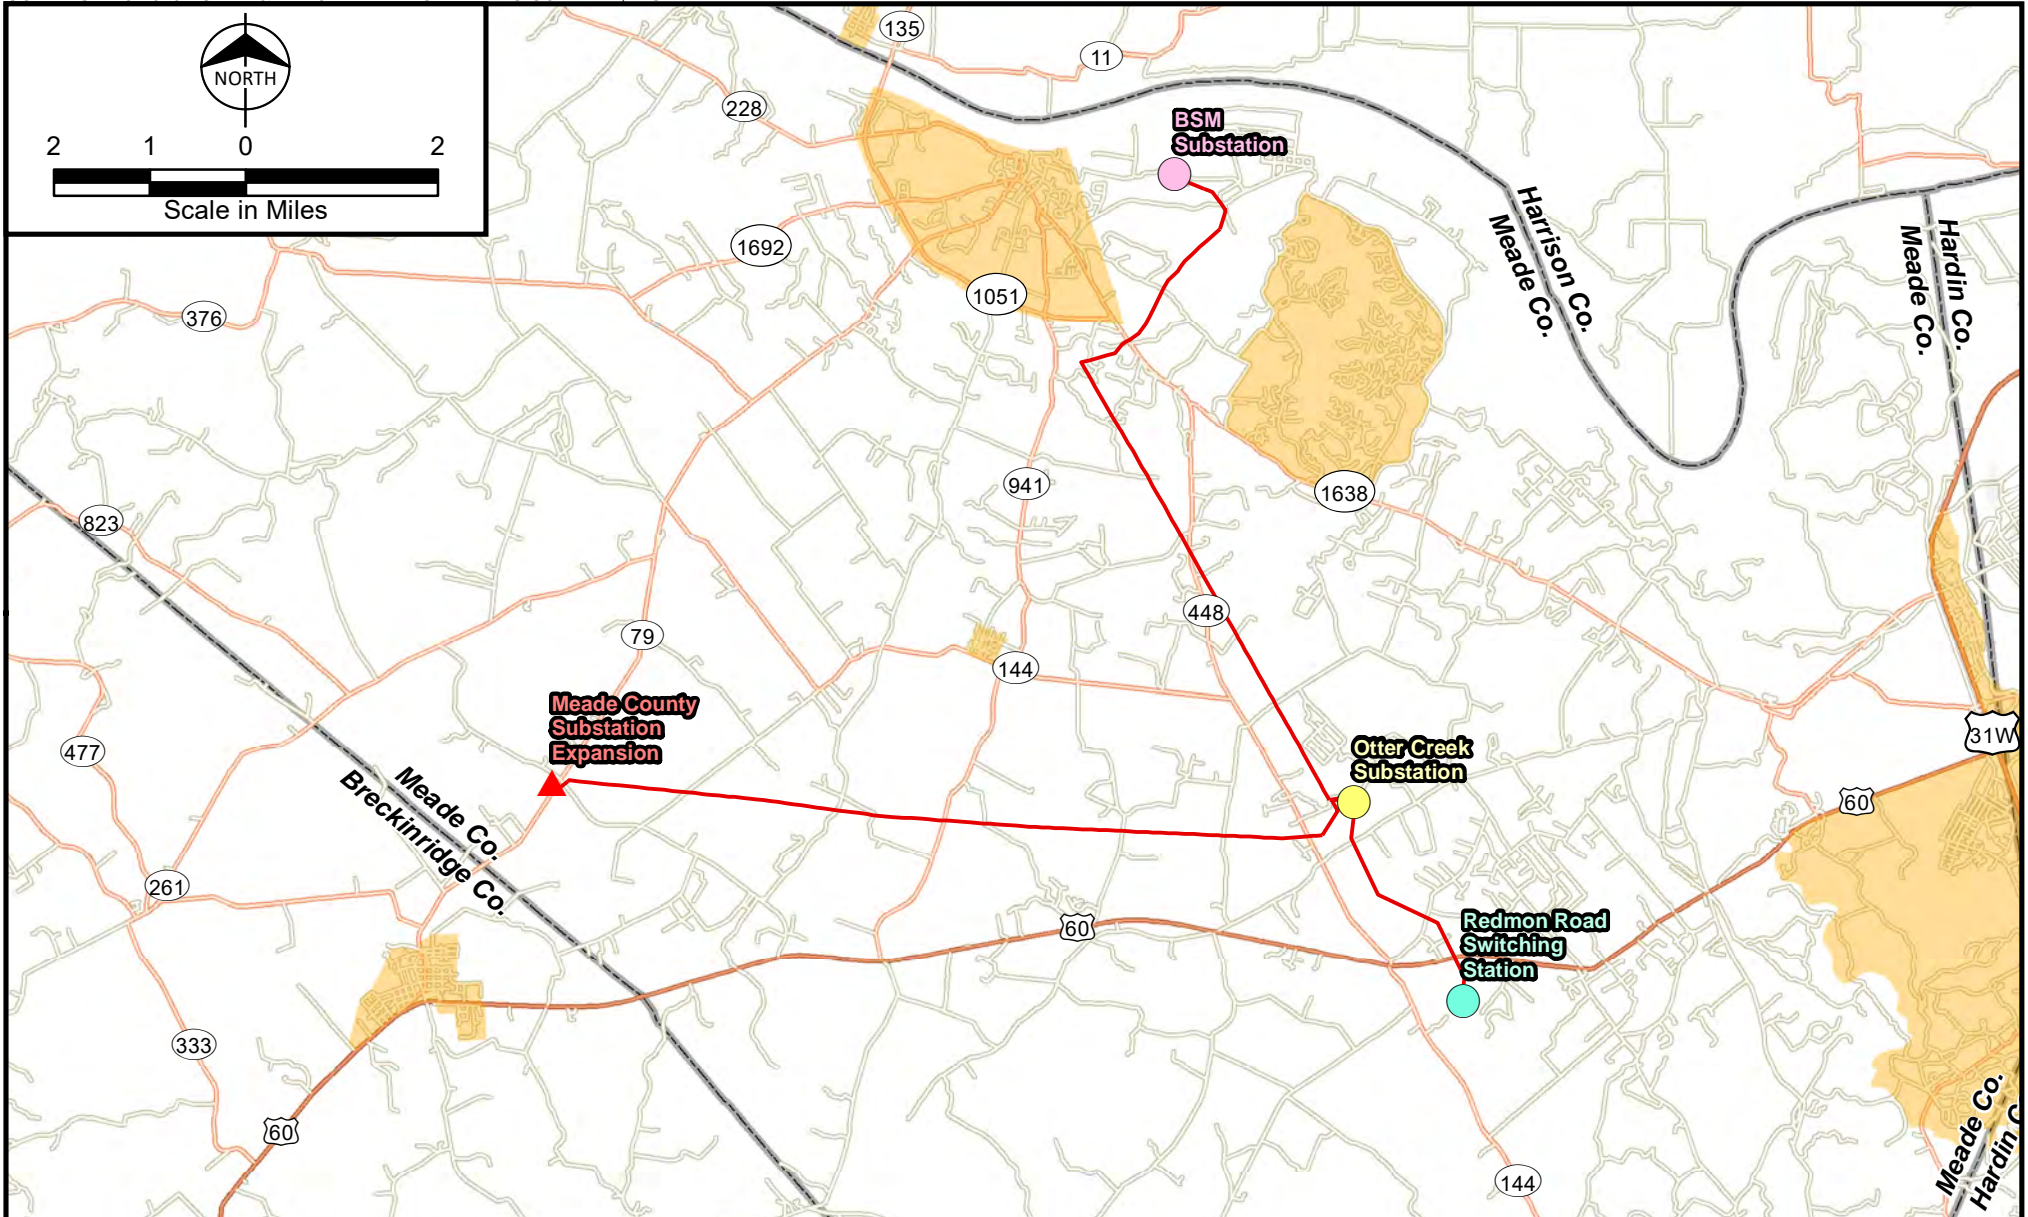 NORTH
2 1 0 2
Scale in Miles
135
11
228
BSM
Substation
1692
1051
376
Harrison Co.
Meade Co.
Hardin Co.
Meade Co.
941
1638
823
448
79
144
Meade County
Substation
Expansion
477
31W
Otter Creek
Substation
60
Meade Co.
Breckinridge Co.
261
60
Redmon Road
Switching
Station
333
60
144
Meade Co.
Hardin C